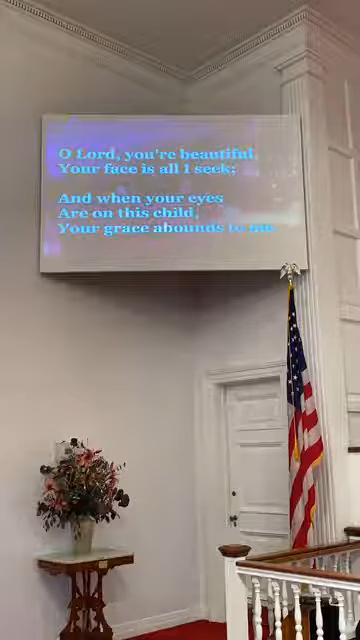 O Lord, you're beautiful,
Your face is all I seek;
And when your eyes
Are on this child,
Your grace abounds to me.